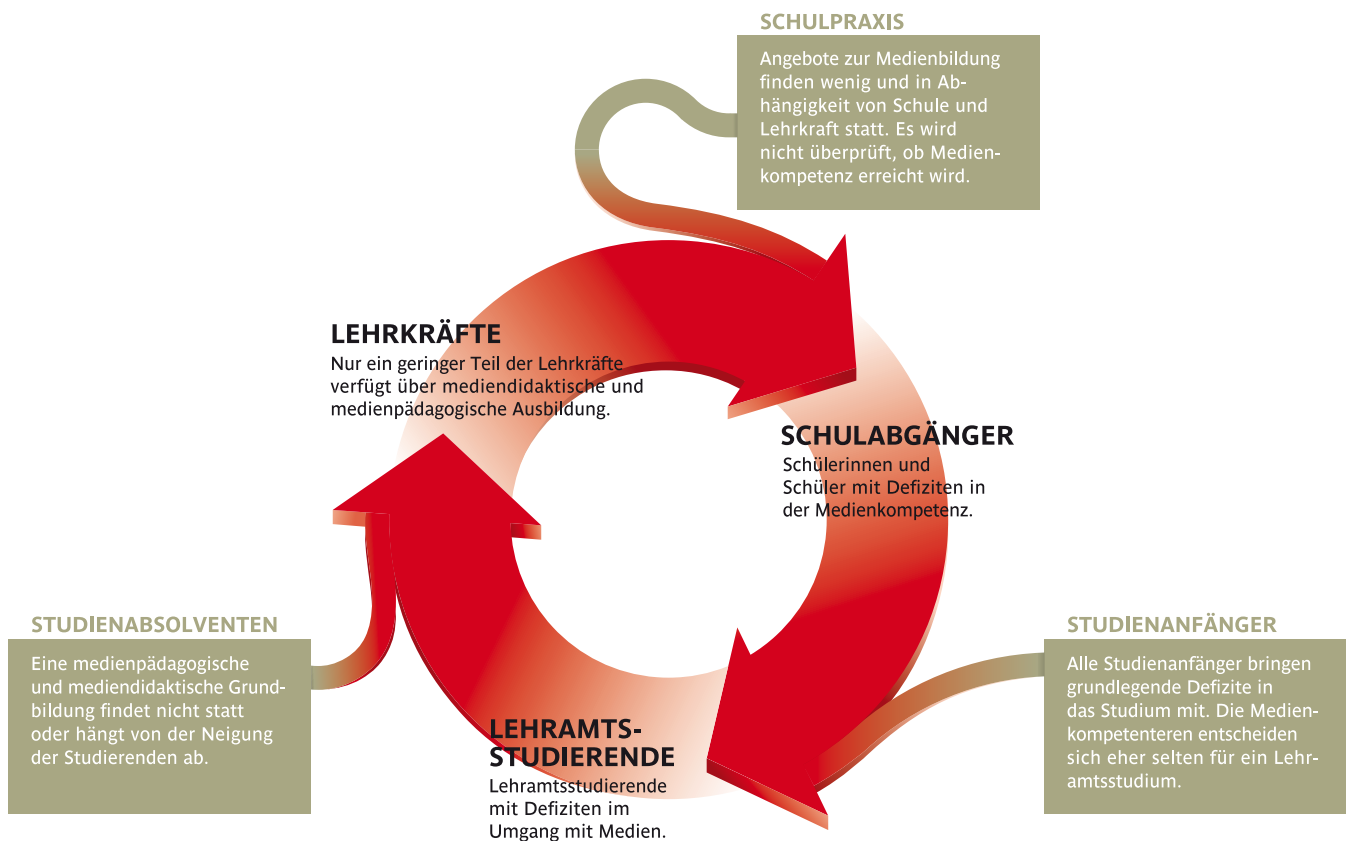 SCHULPRAXIS
Angebote zur Medienbildung
finden wenig und in Ab-
hängigkeit von Schule und
Lehrkraft statt. Es wird
nicht überprüft, ob Medien-
kompetenz erreicht wird.
LEHRKRÄFTE
Nur ein geringer Teil der Lehrkräfte
verfügt über mediendidaktische und
medienpädagogische Ausbildung.
SCHULABGÄNGER
Schülerinnen und
Schüler mit Defiziten in
der Medienkompetenz.
STUDIENABSOLVENTEN
Eine medienpädagogische
und mediendidaktische Grund-
bildung findet nicht statt
oder hängt von der Neigung
der Studierenden ab.
STUDIENANFÄNGER
Alle Studienanfänger bringen
grundlegende Defizite in
das Studium mit. Die Medien-
kompetenteren entscheiden
sich eher selten für ein Lehr-
amtsstudium.
LEHRAMTS-
STUDIERENDE
Lehramtsstudierende
mit Defiziten im
Umgang mit Medien.